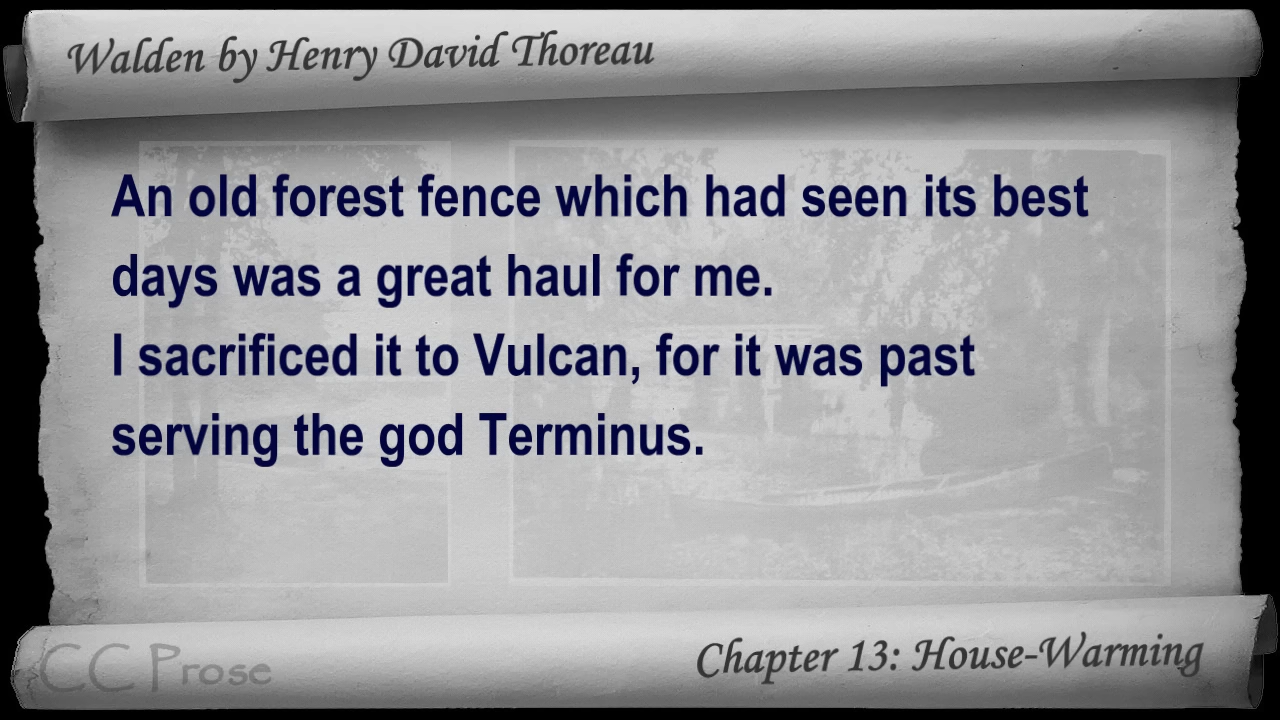 Walden by Henry David Thoreau
An old forest fence which had seen its best
days was a great haul for me.
I sacrificed it to Vulcan, for it was past
serving the god Terminus.
CC Prose
Chapter 13: House-Warming